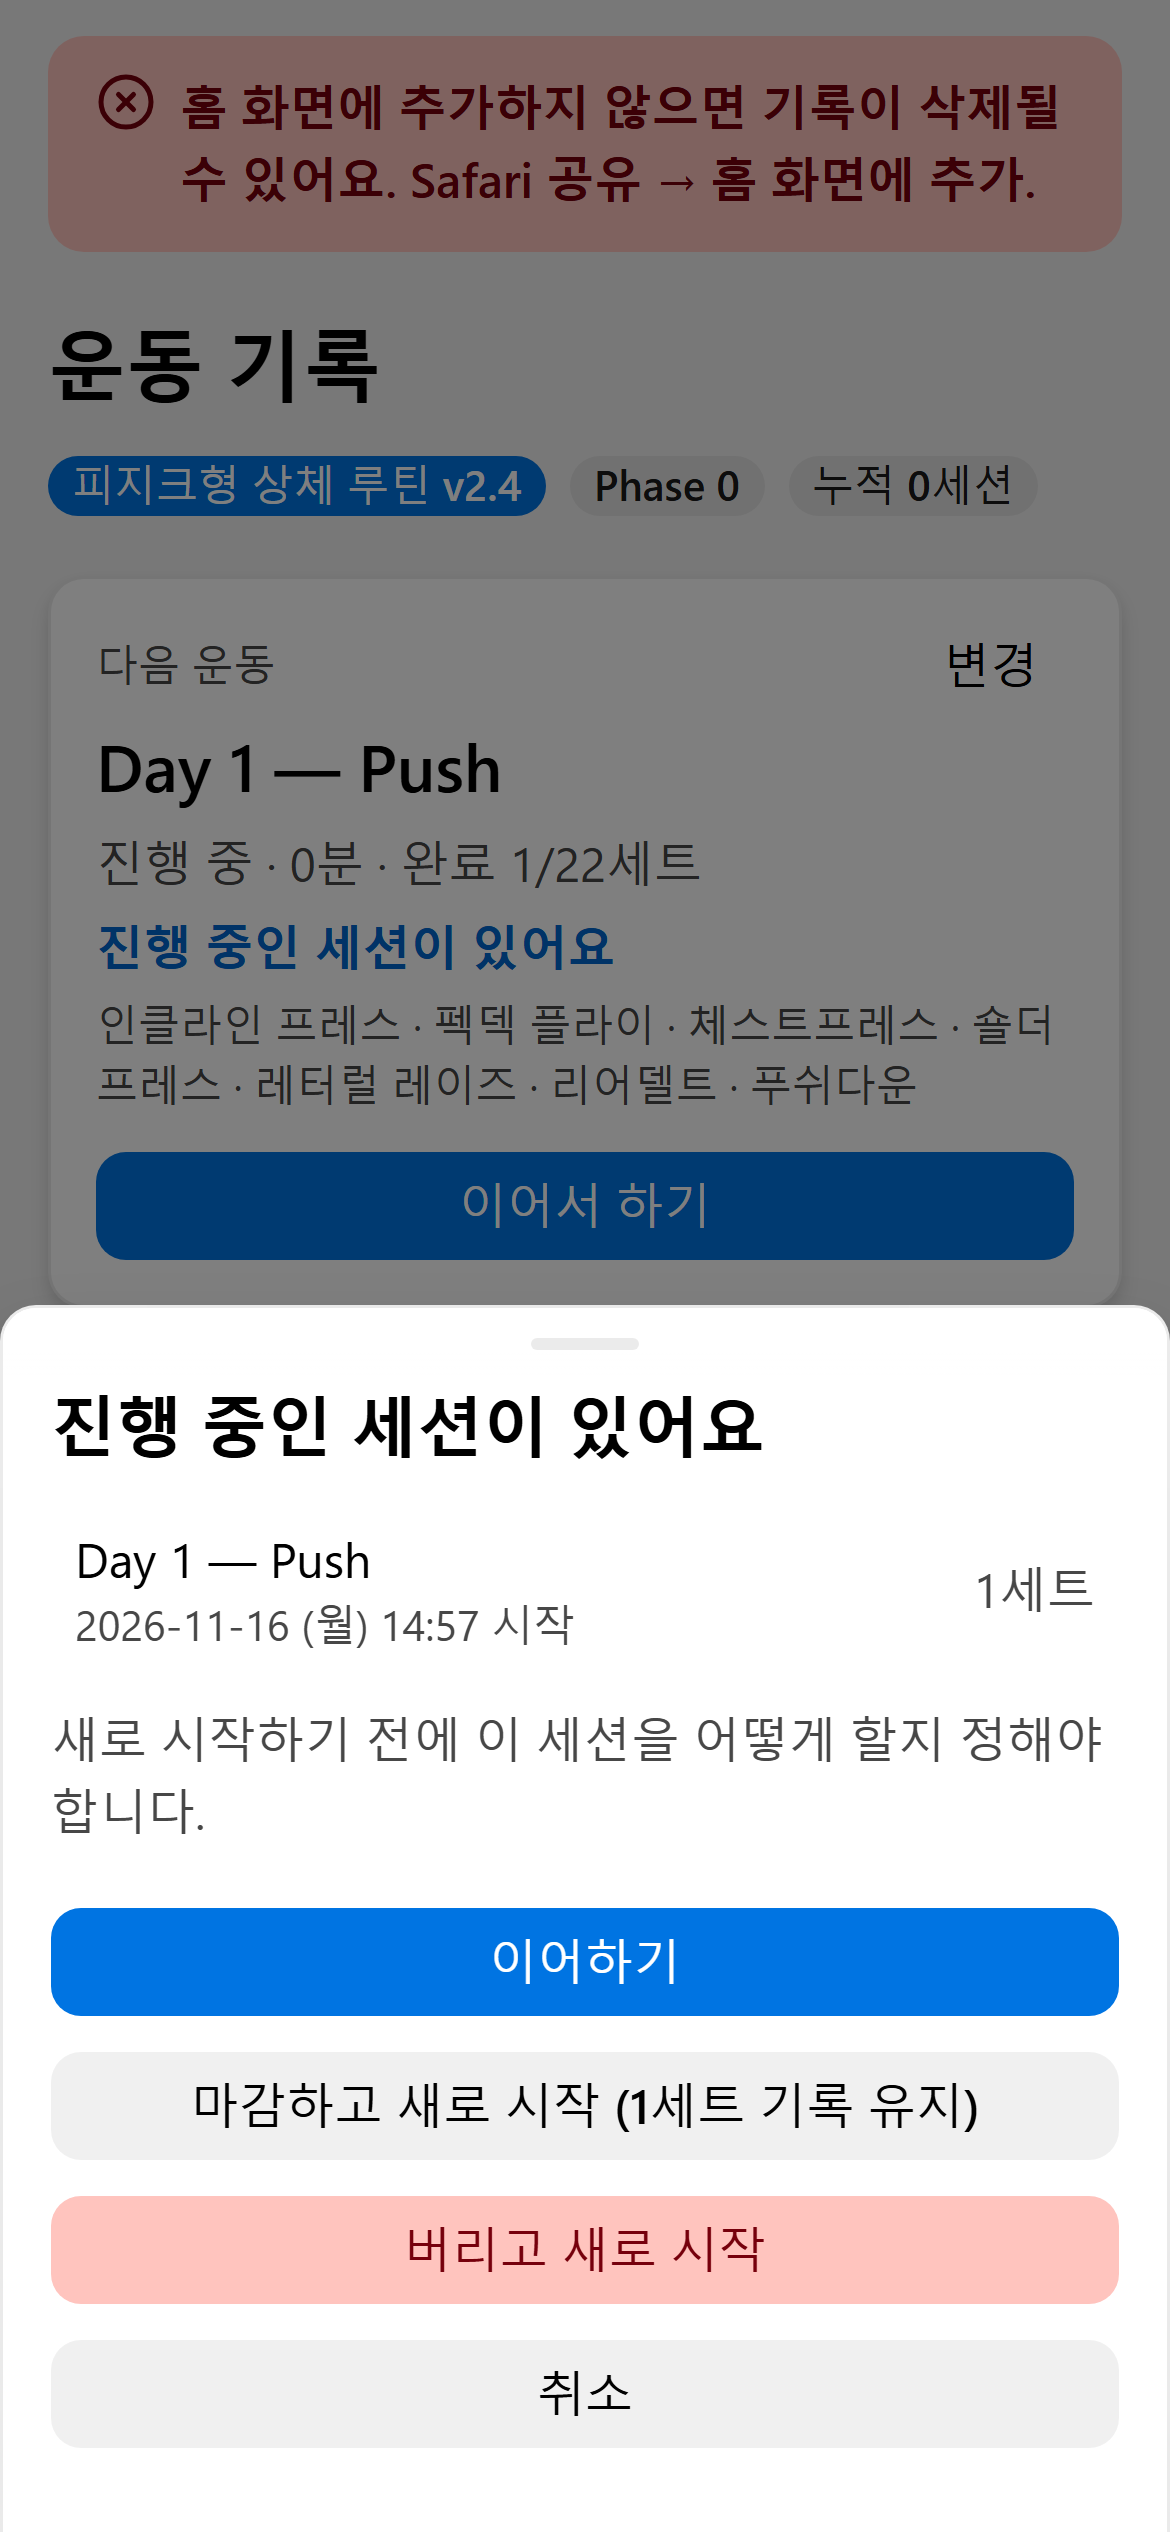 홈 화면에 추가하지 않으면 기록이 삭제될
수 있어요. Safari 공유 → 홈 화면에 추가.
운동 기록
피지크형 상체 루틴 v2.4
Phase 0
누적 0세션
다음 운동
변경
Day 1 — Push
진행 중 · 0분 · 완료 1/22세트
진행 중인 세션이 있어요
인클라인 프레스 · 펙덱 플라이 · 체스트프레스 · 숄더
프레스 · 레터럴 레이즈 · 리어델트 · 푸쉬다운
이어서 하기
진행 중인 세션이 있어요
Day 1 — Push
1세트
2026-11-16 (월) 14:57 시작
새로 시작하기 전에 이 세션을 어떻게 할지 정해야
합니다.
이어하기
마감하고 새로 시작 (1세트 기록 유지)
버리고 새로 시작
취소